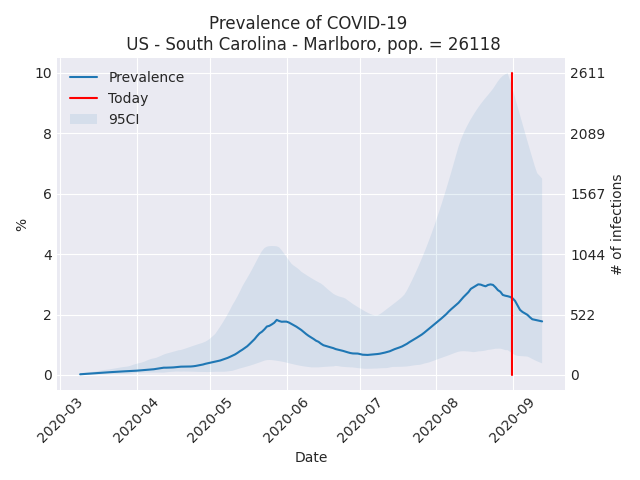 Prevalence of COVID-19
US - South Carolina - Marlboro, pop. = 26118
Prevalence
Today
95CI
10
8
6
4
2
0
%
2611
2089
1567
1044
522
0
# of infections
2020-03
2020-04
2020-05
2020-06
2020-07
2020-08
2020-09
Date